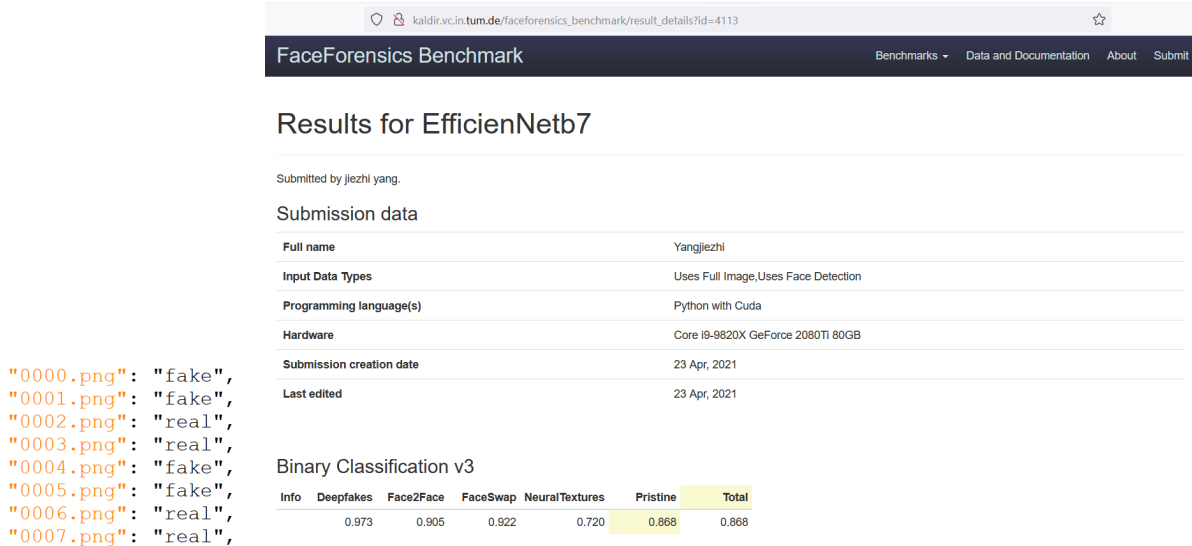 kaldir.vc.in.tum.de/faceforensics_benchmark/result_details?id=4113
FaceForensics Benchmark Benchmarks Data and Documentation About Submit
Results for EfficienNetb7
Submitted by jiezhi yang.
Submission data
Full name Yangjiezhi
Input Data Types Uses Full Image,Uses Face Detection
Programming language(s) Python with Cuda
Hardware Core i9-9820X GeForce 2080Ti 80GB
Submission creation date 23 Apr, 2021
Last edited 23 Apr, 2021
Binary Classification v3
Info Deepfakes Face2Face FaceSwap NeuralTextures Pristine Total
0.973 0.905 0.922 0.720 0.868 0.868
"0000.png": "fake",
"0001.png": "fake",
"0002.png": "real",
"0003.png": "real",
"0004.png": "fake",
"0005.png": "fake",
"0006.png": "real",
"0007.png": "real",